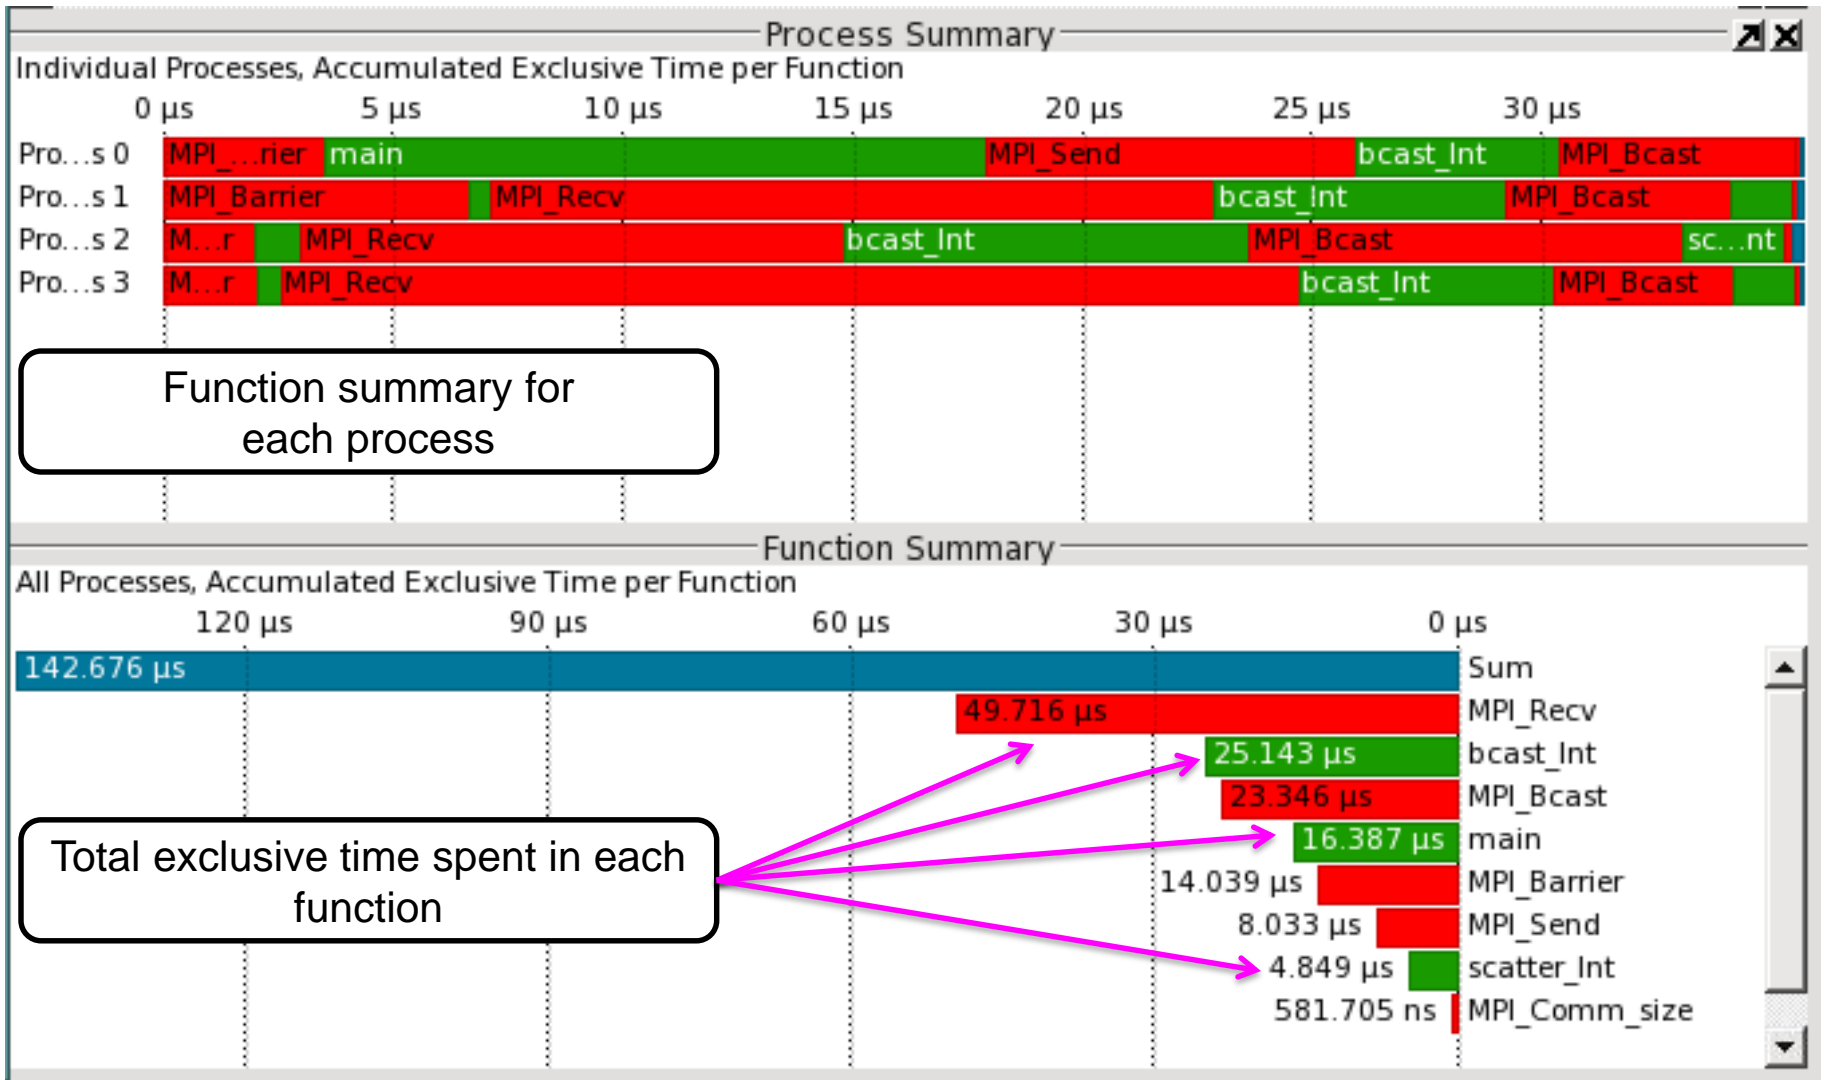 Process Summary
Individual Processes, Accumulated Exclusive Time per Function
0 µs 5 µs 10 µs 15 µs 20 µs 25 µs 30 µs
Pro...s 0 MPI_...rier main MPI_Send bcast_Int MPI_Bcast
Pro...s 1 MPI_Barrier MPI_Recv bcast_Int MPI_Bcast
Pro...s 2 M...r MPI_Recv bcast_Int MPI_Bcast sc...nt
Pro...s 3 M...r MPI_Recv bcast_Int MPI_Bcast
Function summary for
each process
Function Summary
All Processes, Accumulated Exclusive Time per Function
120 µs 90 µs 60 µs 30 µs 0 µs
142.676 µs Sum
49.716 µs MPI_Recv
25.143 µs bcast_Int
23.346 µs MPI_Bcast
16.387 µs main
14.039 µs MPI_Barrier
8.033 µs MPI_Send
4.849 µs scatter_Int
581.705 ns MPI_Comm_size
Total exclusive time spent in each
function